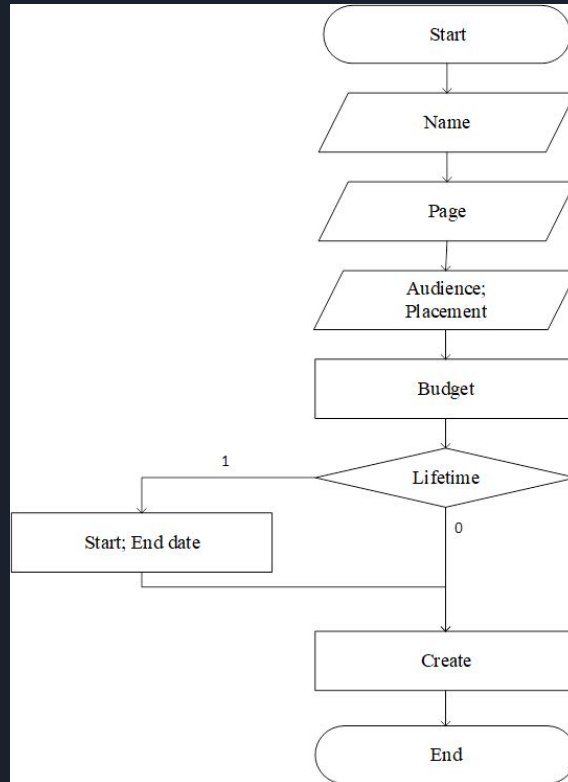 Start
Name
Page
Audience;
Placement
Budget
Lifetime
1
0
Start; End date
Create
End